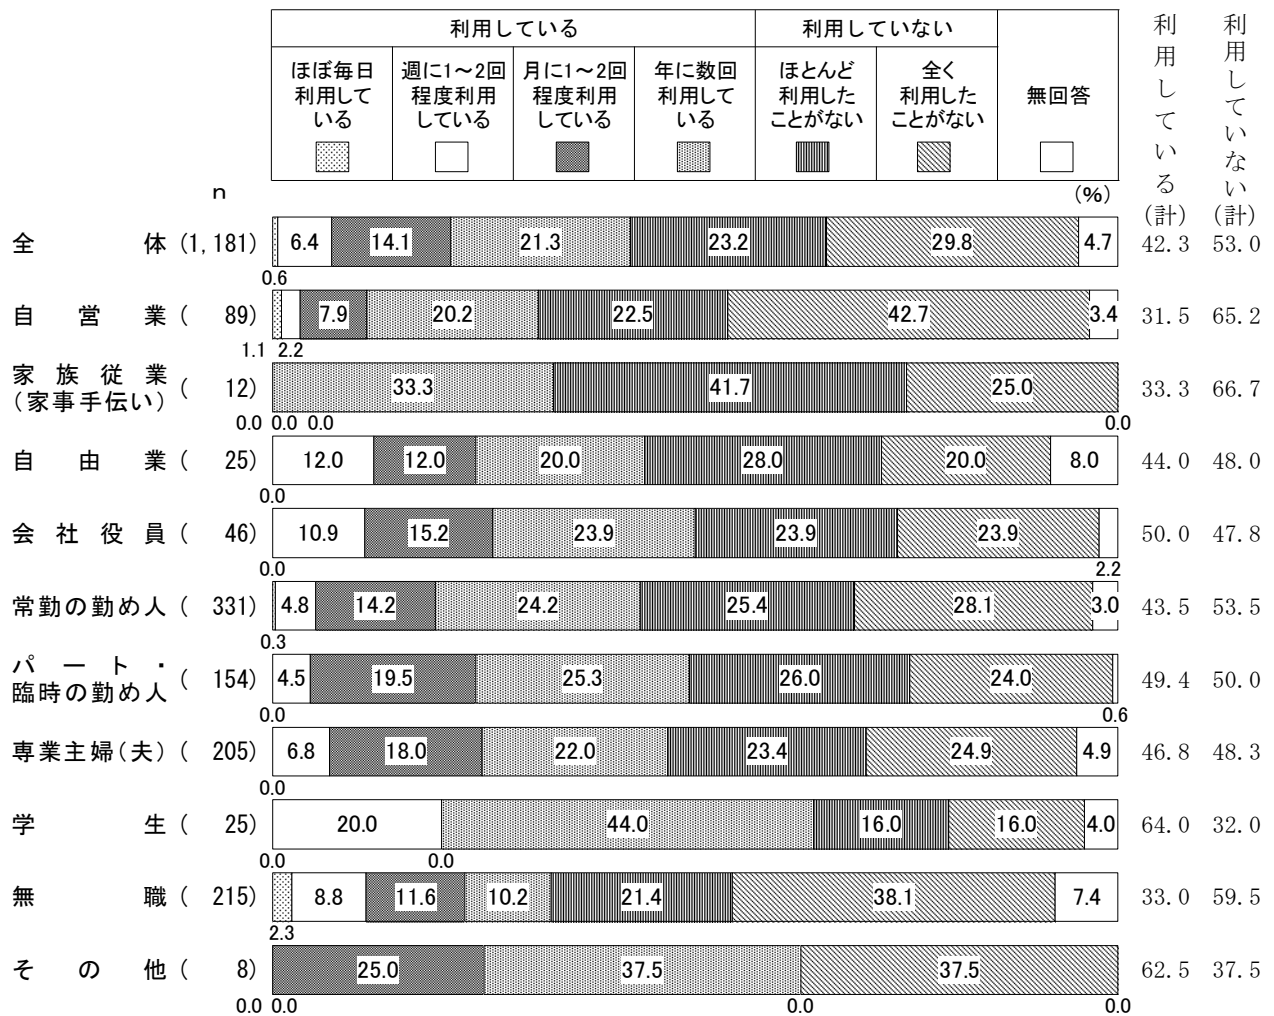 利用している 利用していない
ほぼ毎日
利用して
いる
週に1～2回
程度利用
している
月に1～2回
程度利用
している
年に数回
利用して
いる
ほとんど
利用した
ことがない
全く
利用した
ことがない
無回答
利用している(計)
利用していない(計)
n (%)
全体(1,181) 6.4 14.1 21.3 23.2 29.8 4.7 42.3 53.0
0.6
自営業( 89) 7.9 20.2 22.5 42.7 3.4 31.5 65.2
1.1 2.2
家族従業
(家事手伝い) ( 12) 33.3 41.7 25.0 33.3 66.7
0.0 0.0 0.0 0.0
自由業( 25) 12.0 12.0 20.0 28.0 20.0 8.0 44.0 48.0
0.0
会社役員( 46) 10.9 15.2 23.9 23.9 23.9 50.0 47.8
0.0 2.2
常勤の勤め人( 331) 4.8 14.2 24.2 25.4 28.1 3.0 43.5 53.5
0.3
パート・
臨時の勤め人( 154) 4.5 19.5 25.3 26.0 24.0 49.4 50.0
0.0 0.6
専業主婦(夫)( 205) 6.8 18.0 22.0 23.4 24.9 4.9 46.8 48.3
0.0
学生( 25) 20.0 44.0 16.0 16.0 4.0 64.0 32.0
0.0 0.0
無職( 215) 8.8 11.6 10.2 21.4 38.1 7.4 33.0 59.5
2.3
その他( 8) 25.0 37.5 37.5 62.5 37.5
0.0 0.0 0.0 0.0